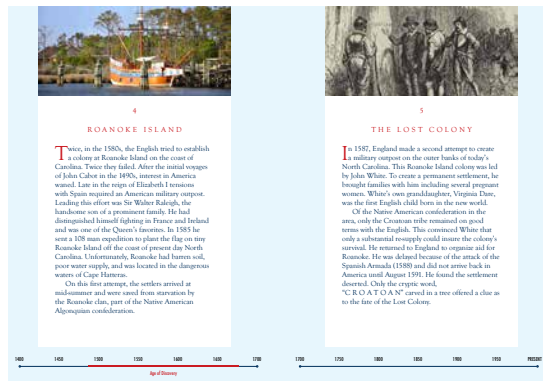 4
ROANOKE ISLAND
Twice, in the 1580s, the English tried to establish
a colony at Roanoke Island on the coast of
Carolina. Twice they failed. After the initial voyages
of John Cabot in the 1490s, interest in America
waned. Late in the reign of Elizabeth I tensions
with Spain required an American military outpost.
Leading this effort was Sir Walter Raleigh, the
handsome son of a prominent family. He had
distinguished himself fighting in France and Ireland
and was one of the Queen's favorites. In 1585 he
sent a 108 man expedition to plant the flag on tiny
Roanoke Island off the coast of present day North
Carolina. Unfortunately, Roanoke had barren soil,
poor water supply, and was located in the dangerous
waters of Cape Hatteras.
On this first attempt, the settlers arrived at
mid-summer and were saved from starvation by
the Roanoke clan, part of the Native American
Algonquian confederation.
5
THE LOST COLONY
In 1587, England made a second attempt to create
a military outpost on the outer banks of today's
North Carolina. This Roanoke Island colony was led
by John White. To create a permanent settlement, he
brought families with him including several pregnant
women. White's own granddaughter, Virginia Dare,
was the first English child born in the new world.
Of the Native American confederation in the
area, only the Croatoan tribe remained on good
terms with the English. This convinced White that
only a substantial resupply could insure the colony's
survival. He returned to England to organize aid for
Roanoke. He was delayed because of the attack of the
Spanish Armada (1588) and did not arrive back in
America until August 1591. He found the settlement
deserted. Only the cryptic word,
"C R O A T O A N" carved in a tree offered a clue as
to the fate of the Lost Colony.
1400 1450 1500 1550 1600 1650 1700
Age of Discovery
1700 1750 1800 1850 1900 1950 PRESENT